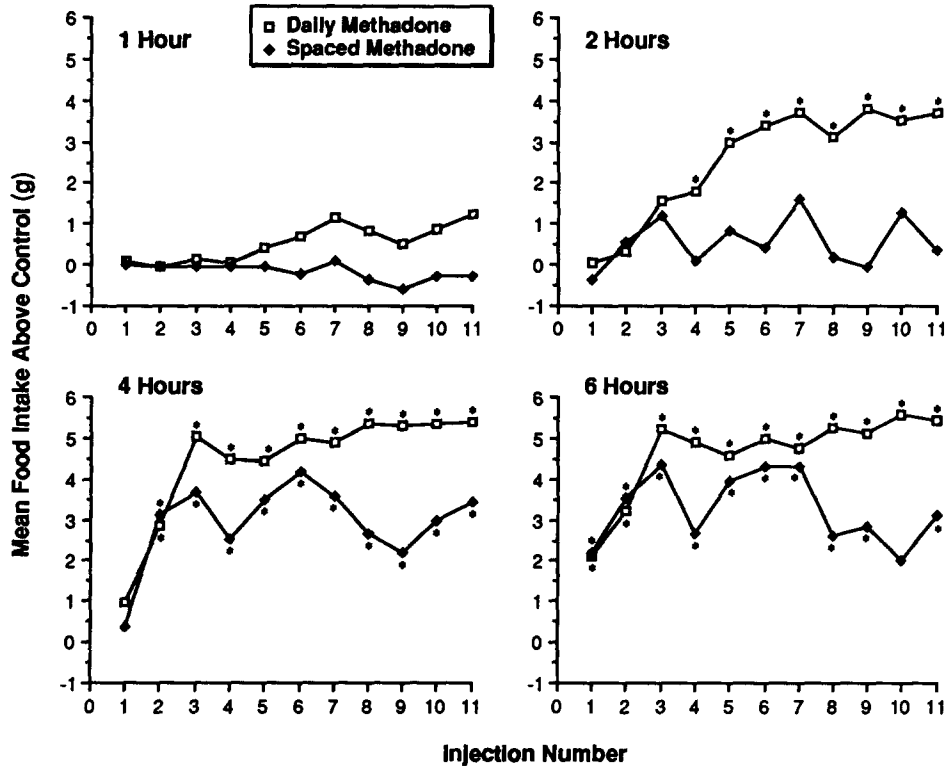 Daily Methadone
Spaced Methadone
1 Hour
6
5
4
3
2
1
0
-1
0 1 2 3 4 5 6 7 8 9 10 11
2 Hours
6
5
4
3
2
1
0
-1
0 1 2 3 4 5 6 7 8 9 10 11
* * * * * * * *
Mean Food Intake Above Control (g)
4 Hours
6
5
4
3
2
1
0
-1
0 1 2 3 4 5 6 7 8 9 10 11
* * * * * * * * * *
* * * * * * * * * *
6 Hours
6
5
4
3
2
1
0
-1
0 1 2 3 4 5 6 7 8 9 10 11
* * * * * * * * * * *
* * * * * * * * * *
Injection Number